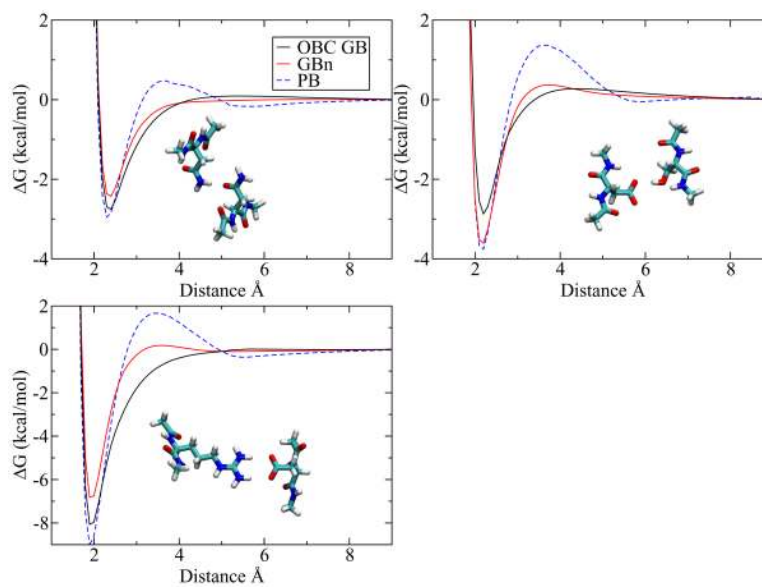 2
0
-2
-4
ΔG (kcal/mol)
2 4 6 8
Distance Å
OBC GB
GBn
PB
2
0
-2
-4
ΔG (kcal/mol)
2 4 6 8
Distance Å
2
0
-2
-4
-6
-8
ΔG (kcal/mol)
2 4 6 8
Distance Å